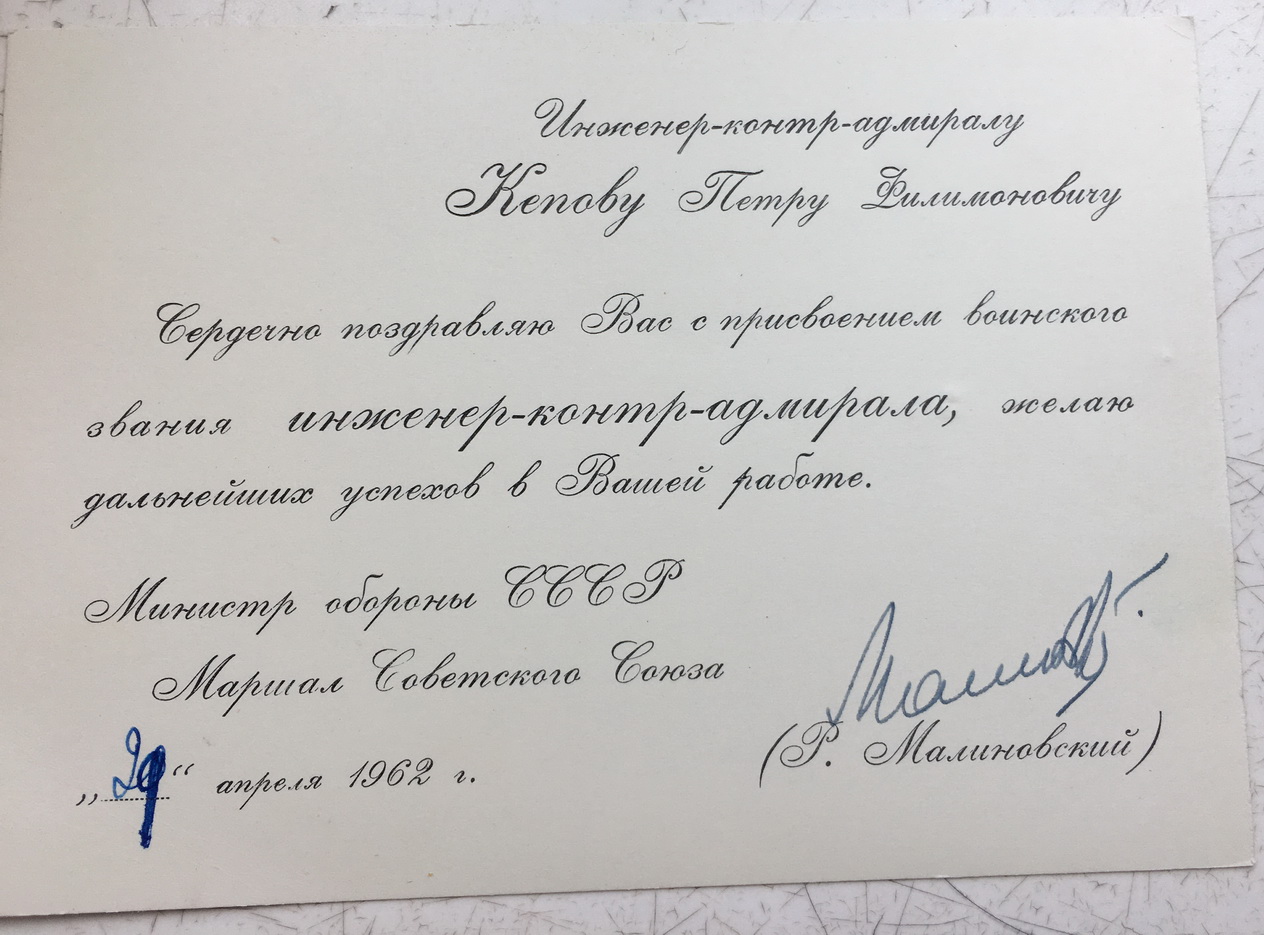 Инженер-контр-адмиралу
Кепову Петру Филимоновичу
Сердечно поздравляю Вас с присвоением воинского
звания инженер-контр-адмирала, желаю
дальнейших успехов в Вашей работе.
Министр обороны СССР
Маршал Советского Союза
(Р. Малиновский)
„29“ апреля 1962 г.